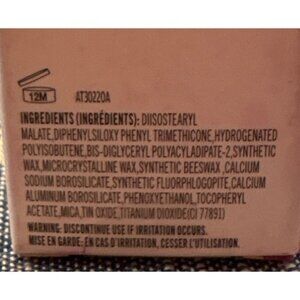 12M
AT30220A
INGREDIENTS (INGRÉDIENTS): DIISOSTEARYL
MALATE,DIPHENYLSILOXY PHENYL TRIMETHICONE,HYDROGENATED
POLYISOBUTENE,BIS-DIGLYCERYL POLYACYLADIPATE-2,SYNTHETIC
WAX,MICROCRYSTALLINE WAX,SYNTHETIC BEESWAX ,CALCIUM
SODIUM BOROSILICATE,SYNTHETIC FLUORPHLOGOPITE,CALCIUM
ALUMINUM BOROSILICATE,PHENOXYETHANOL,TOCOPHERYL
ACETATE,MICA,TIN OXIDE,TITANIUM DIOXIDE(CI 77891)
WARNING: DISCONTINUE USE IF IRRITATION OCCURS.
MISE EN GARDE: EN CAS D'IRRITATION, CESSER L'UTILISATION.